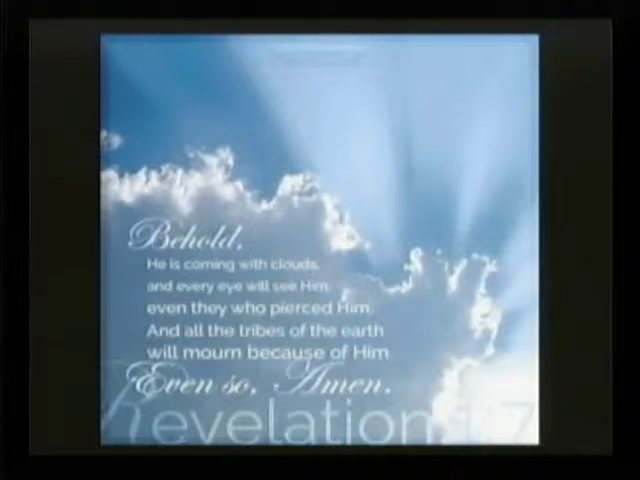 Behold,
He is coming with clouds,
and every eye will see Him,
even they who pierced Him.
And all the tribes of the earth
will mourn because of Him.
Even so, Amen.
Revelation 1:7